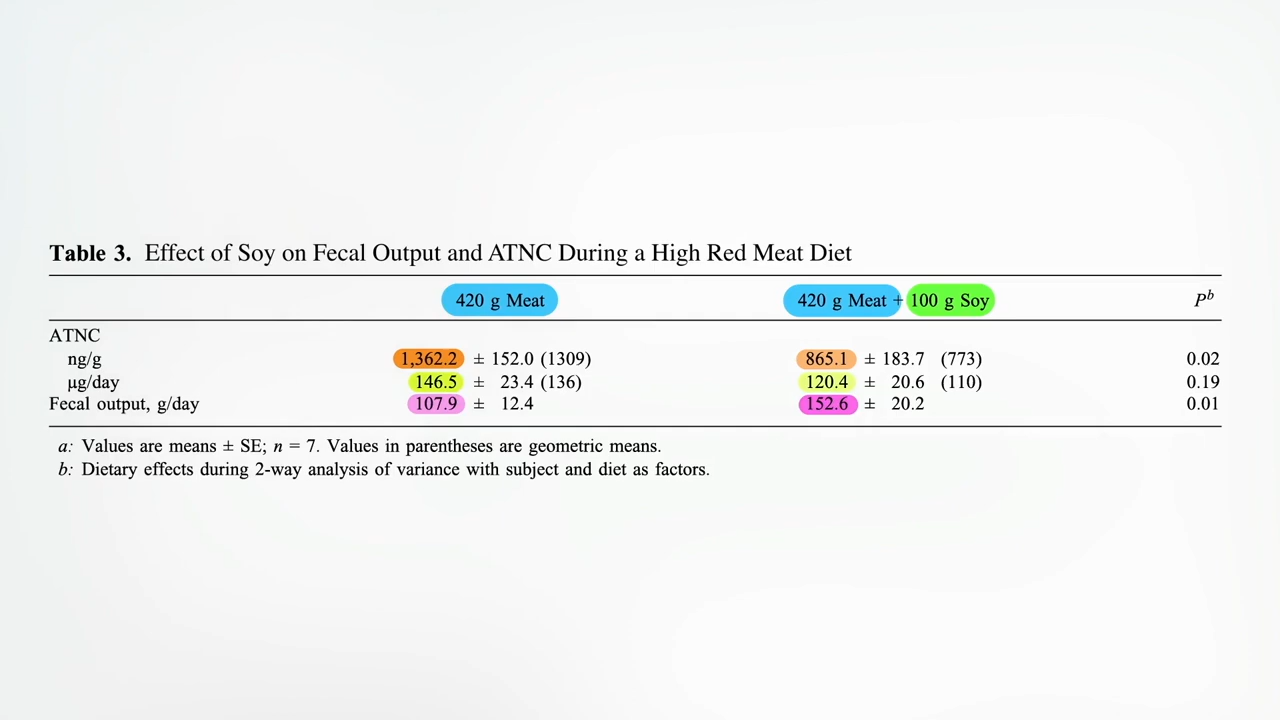 Table 3. Effect of Soy on Fecal Output and ATNC During a High Red Meat Diet
420 g Meat 420 g Meat + 100 g Soy Pb
ATNC
ng/g 1,362.2 ± 152.0 (1309) 865.1 ± 183.7 (773) 0.02
µg/day 146.5 ± 23.4 (136) 120.4 ± 20.6 (110) 0.19
Fecal output, g/day 107.9 ± 12.4 152.6 ± 20.2 0.01
a: Values are means ± SE; n = 7. Values in parentheses are geometric means.
b: Dietary effects during 2-way analysis of variance with subject and diet as factors.